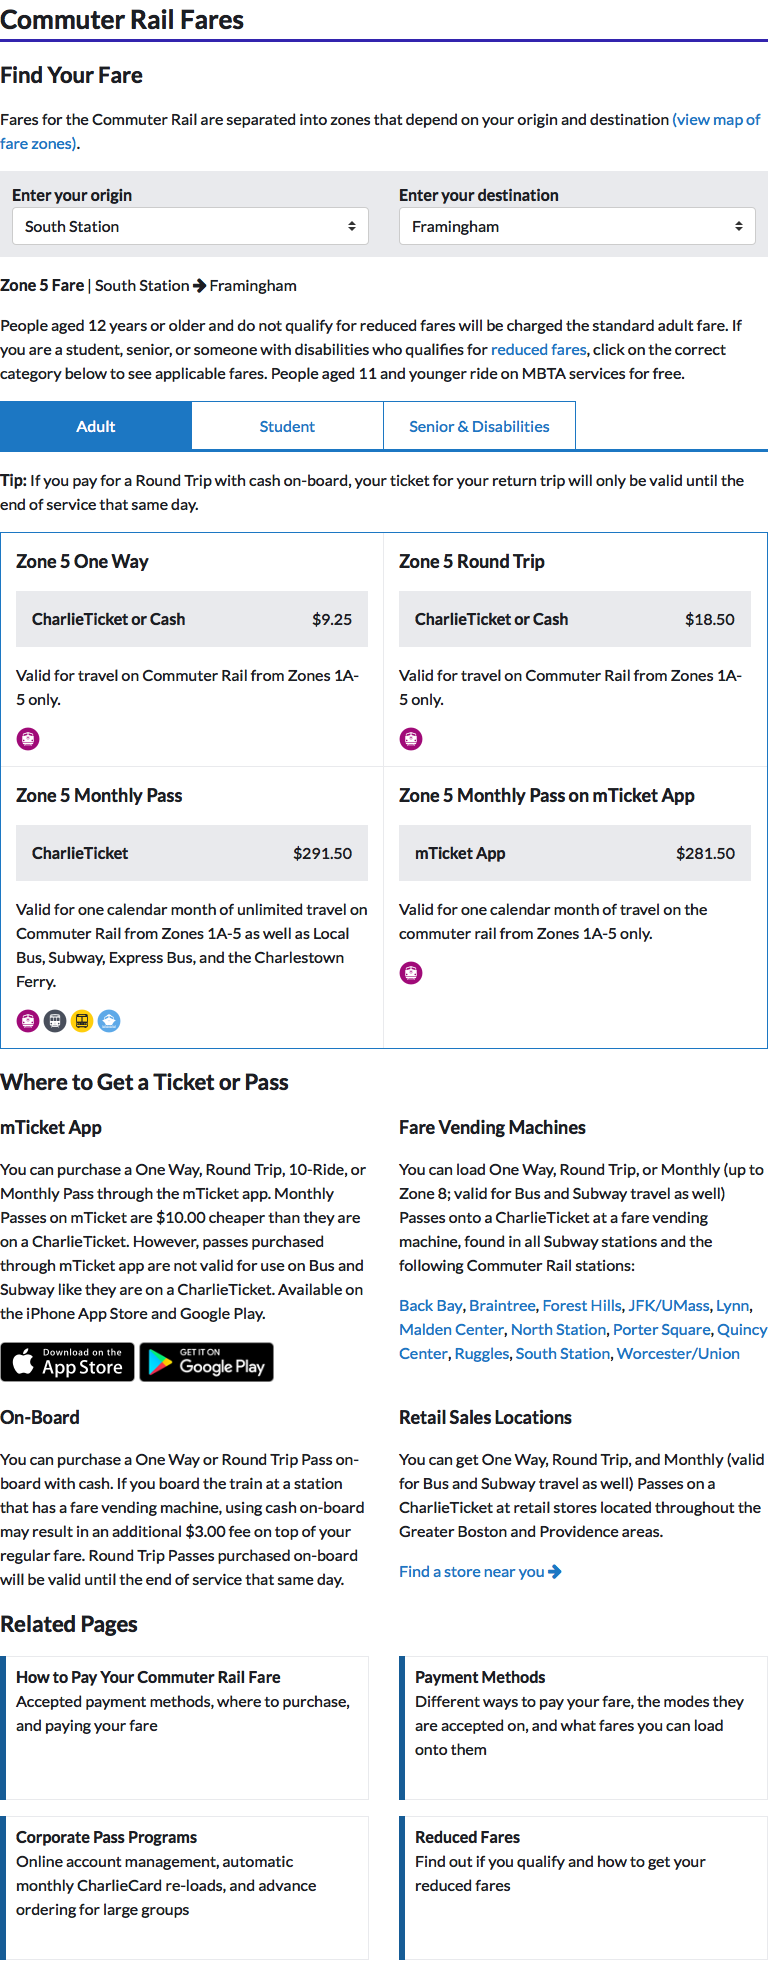 Commuter Rail Fares
Find Your Fare
Fares for the Commuter Rail are separated into zones that depend on your origin and destination (view map of
fare zones).
Enter your origin
South Station
Enter your destination
Framingham
Zone 5 Fare | South Station → Framingham
People aged 12 years or older and do not qualify for reduced fares will be charged the standard adult fare. If
you are a student, senior, or someone with disabilities who qualifies for reduced fares, click on the correct
category below to see applicable fares. People aged 11 and younger ride on MBTA services for free.
Adult
Student
Senior & Disabilities
Tip: If you pay for a Round Trip with cash on-board, your ticket for your return trip will only be valid until the
end of service that same day.
Zone 5 One Way
CharlieTicket or Cash $9.25
Valid for travel on Commuter Rail from Zones 1A-
5 only.
Zone 5 Round Trip
CharlieTicket or Cash $18.50
Valid for travel on Commuter Rail from Zones 1A-
5 only.
Zone 5 Monthly Pass
CharlieTicket $291.50
Valid for one calendar month of unlimited travel on
Commuter Rail from Zones 1A-5 as well as Local
Bus, Subway, Express Bus, and the Charlestown
Ferry.
Zone 5 Monthly Pass on mTicket App
mTicket App $281.50
Valid for one calendar month of travel on the
commuter rail from Zones 1A-5 only.
Where to Get a Ticket or Pass
mTicket App
You can purchase a One Way, Round Trip, 10-Ride, or
Monthly Pass through the mTicket app. Monthly
Passes on mTicket are $10.00 cheaper than they are
on a CharlieTicket. However, passes purchased
through mTicket app are not valid for use on Bus and
Subway like they are on a CharlieTicket. Available on
the iPhone App Store and Google Play.
Download on the
App Store
GET IT ON
Google Play
Fare Vending Machines
You can load One Way, Round Trip, or Monthly (up to
Zone 8; valid for Bus and Subway travel as well)
Passes onto a CharlieTicket at a fare vending
machine, found in all Subway stations and the
following Commuter Rail stations:
Back Bay, Braintree, Forest Hills, JFK/UMass, Lynn,
Malden Center, North Station, Porter Square, Quincy
Center, Ruggles, South Station, Worcester/Union
On-Board
You can purchase a One Way or Round Trip Pass on-
board with cash. If you board the train at a station
that has a fare vending machine, using cash on-board
may result in an additional $3.00 fee on top of your
regular fare. Round Trip Passes purchased on-board
will be valid until the end of service that same day.
Retail Sales Locations
You can get One Way, Round Trip, and Monthly (valid
for Bus and Subway travel as well) Passes on a
CharlieTicket at retail stores located throughout the
Greater Boston and Providence areas.
Find a store near you →
Related Pages
How to Pay Your Commuter Rail Fare
Accepted payment methods, where to purchase,
and paying your fare
Payment Methods
Different ways to pay your fare, the modes they
are accepted on, and what fares you can load
onto them
Corporate Pass Programs
Online account management, automatic
monthly CharlieCard re-loads, and advance
ordering for large groups
Reduced Fares
Find out if you qualify and how to get your
reduced fares